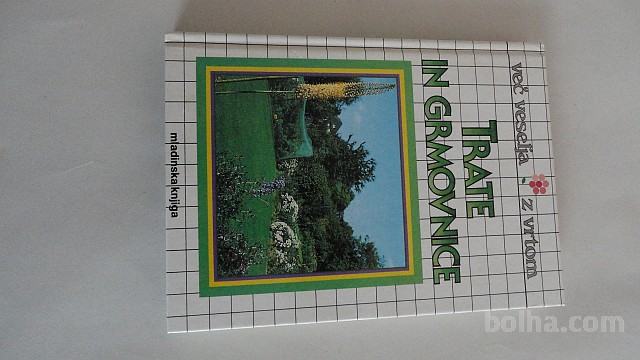 več veselja z vrtom
TRATE
IN GRMOVNICE
mladinska knjiga
bolha.com